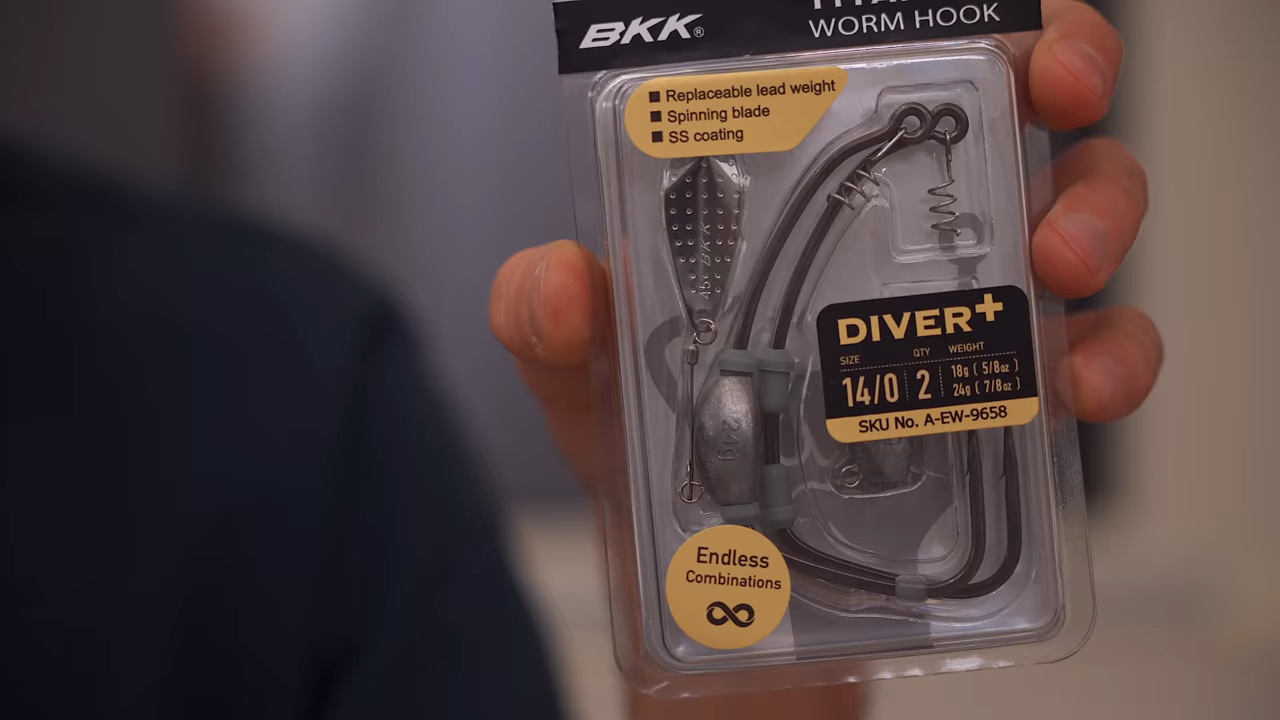 BKK®
WORM HOOK
■ Replaceable lead weight
■ Spinning blade
■ SS coating
BKK
45
DIVER+
SIZE QTY WEIGHT
14/0 2 18g ( 5/8oz )
24g ( 7/8oz )
SKU No. A-EW-9658
24g
Endless
Combinations